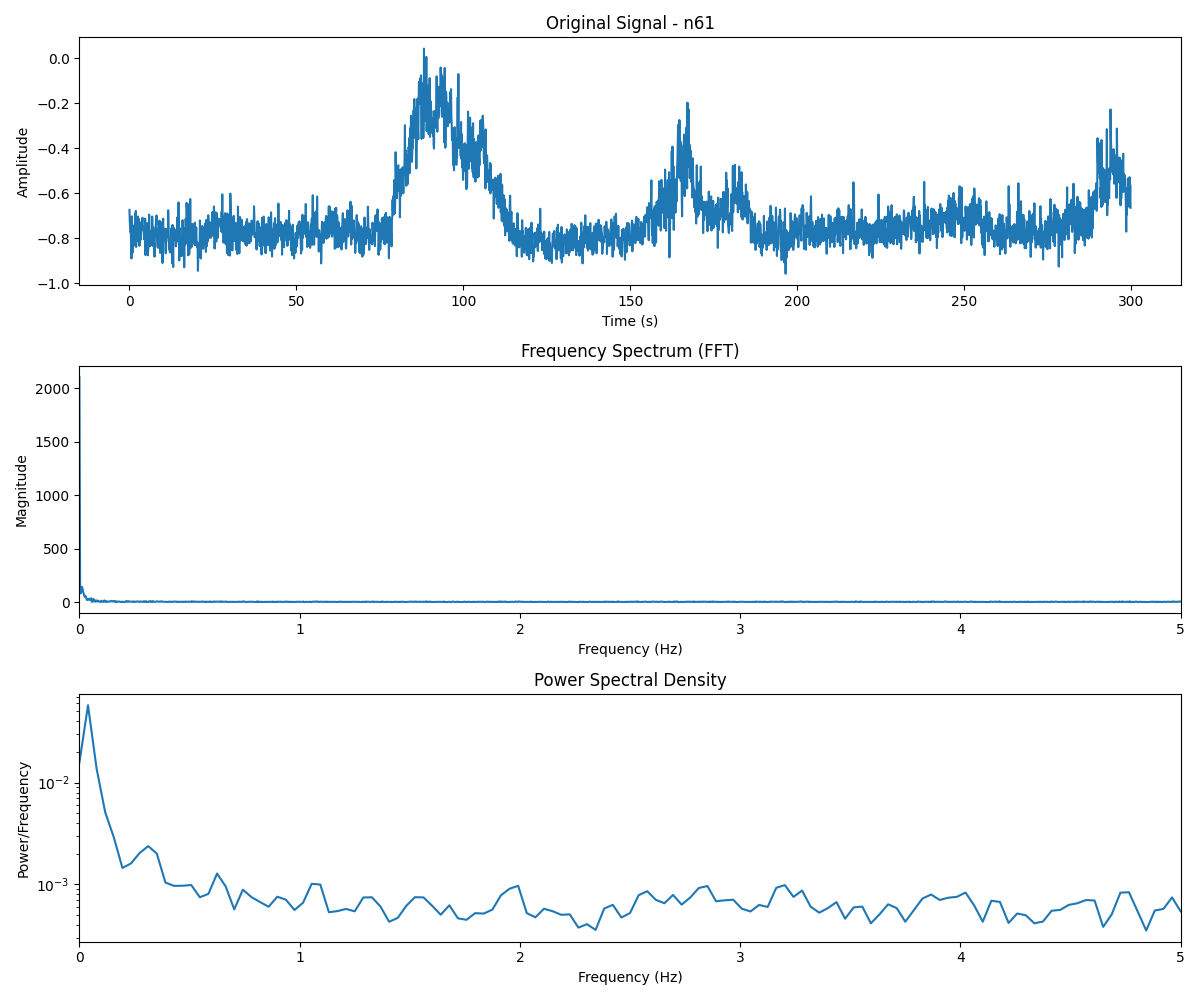 Original Signal - n61
0.0
−0.2
−0.4
−0.6
−0.8
−1.0
Amplitude
0 50 100 150 200 250 300
Time (s)
Frequency Spectrum (FFT)
2000
1500
1000
500
0
Magnitude
0 1 2 3 4 5
Frequency (Hz)
Power Spectral Density
10⁻²
10⁻³
Power/Frequency
0 1 2 3 4 5
Frequency (Hz)